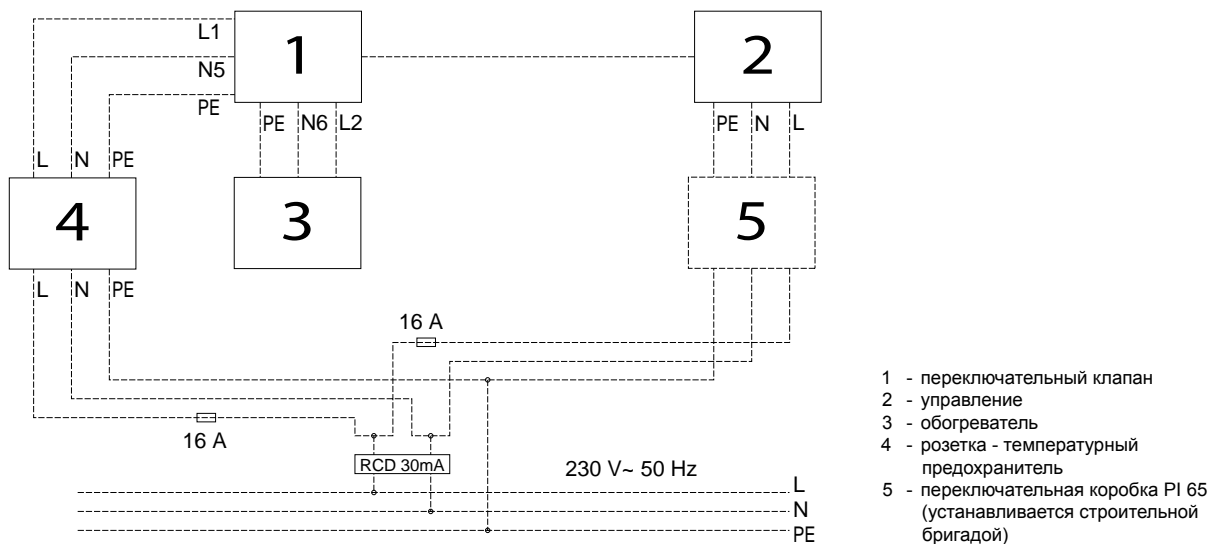 L1
1
2
N5
PE
PE
N6
L2
PE
N
L
L
N
PE
4
3
5
L
N
PE
16 A
16 A
RCD 30mA
230 V~ 50 Hz
L
N
PE
1 - переключательный клапан
2 - управление
3 - обогреватель
4 - розетка - температурный
предохранитель
5 - переключательная коробка PI 65
(устанавливается строительной
бригадой)